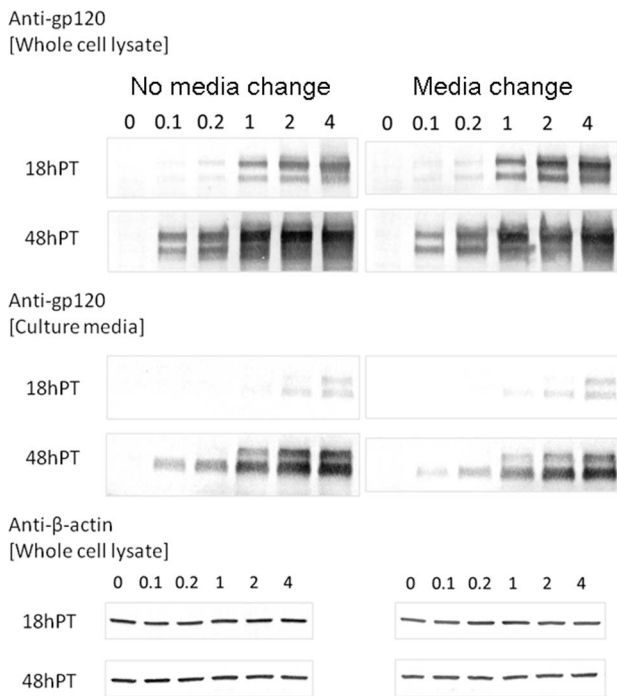 Anti-gp120
[Whole cell lysate]
No media change Media change
0 0.1 0.2 1 2 4 0 0.1 0.2 1 2 4
18hPT
48hPT
Anti-gp120
[Culture media]
18hPT
48hPT
Anti-β-actin
[Whole cell lysate]
0 0.1 0.2 1 2 4 0 0.1 0.2 1 2 4
18hPT
48hPT